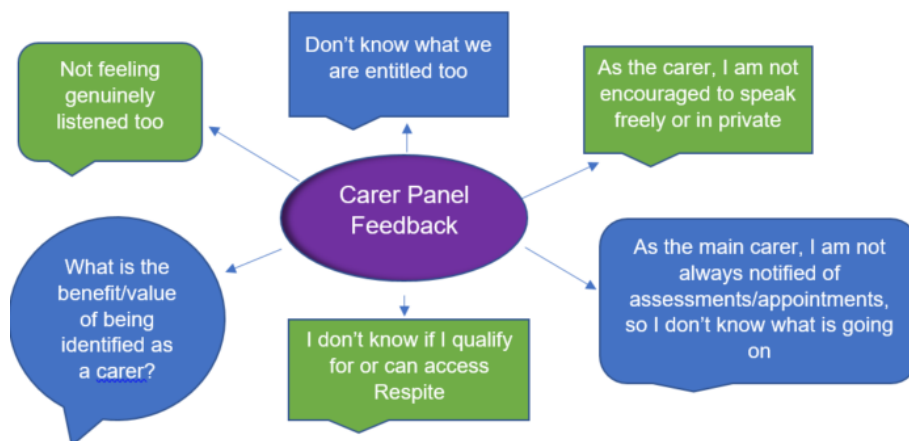 Don't know what we
are entitled too
Not feeling
genuinely
listened too
As the carer, I am not
encouraged to speak
freely or in private
Carer Panel
Feedback
What is the
benefit/value
of being
identified as
a carer?
I don't know if I qualify
for or can access
Respite
As the main carer, I am not
always notified of
assessments/appointments,
so I don't know what is going
on